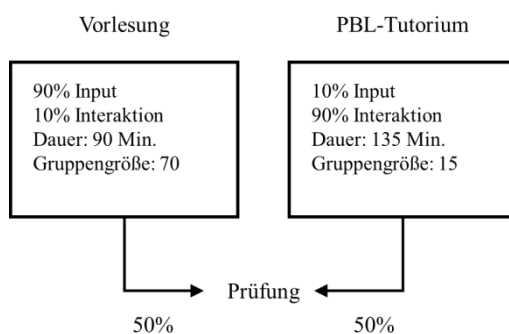 Vorlesung
90% Input
10% Interaktion
Dauer: 90 Min.
Gruppengröße: 70
PBL-Tutorium
10% Input
90% Interaktion
Dauer: 135 Min.
Gruppengröße: 15
Prüfung
50%
50%